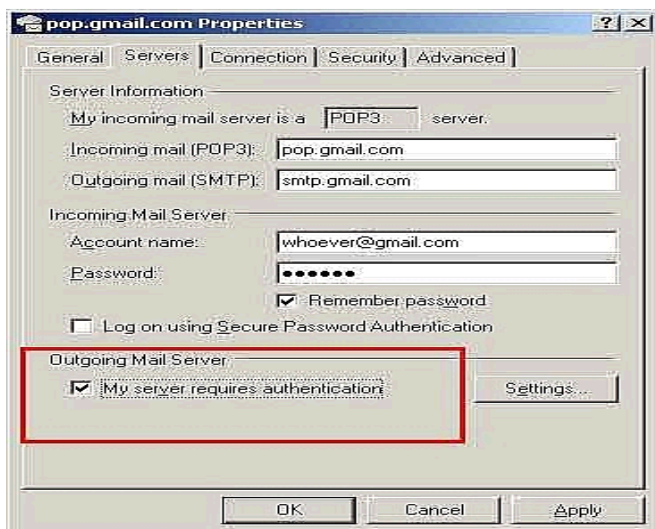 pop.gmail.com Properties
General Servers Connection Security Advanced
Server Information
My incoming mail server is a POP3 server.
Incoming mail (POP3): pop.gmail.com
Outgoing mail (SMTP): smtp.gmail.com
Incoming Mail Server
Account name: whoever@gmail.com
Password: ●●●●●●
Remember password
Log on using Secure Password Authentication
Outgoing Mail Server
My server requires authentication Settings...
OK Cancel Apply